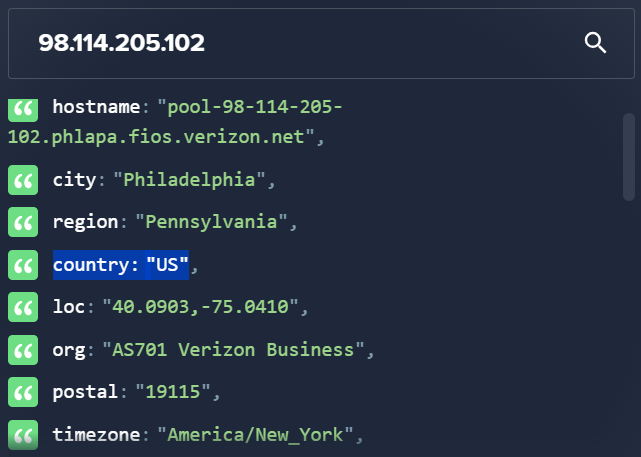 98.114.205.102
hostname: "pool-98-114-205-
102.phlapa.fios.verizon.net",
city: "Philadelphia",
region: "Pennsylvania",
country: "US",
loc: "40.0903,-75.0410",
org: "AS701 Verizon Business",
postal: "19115",
timezone: "America/New_York",